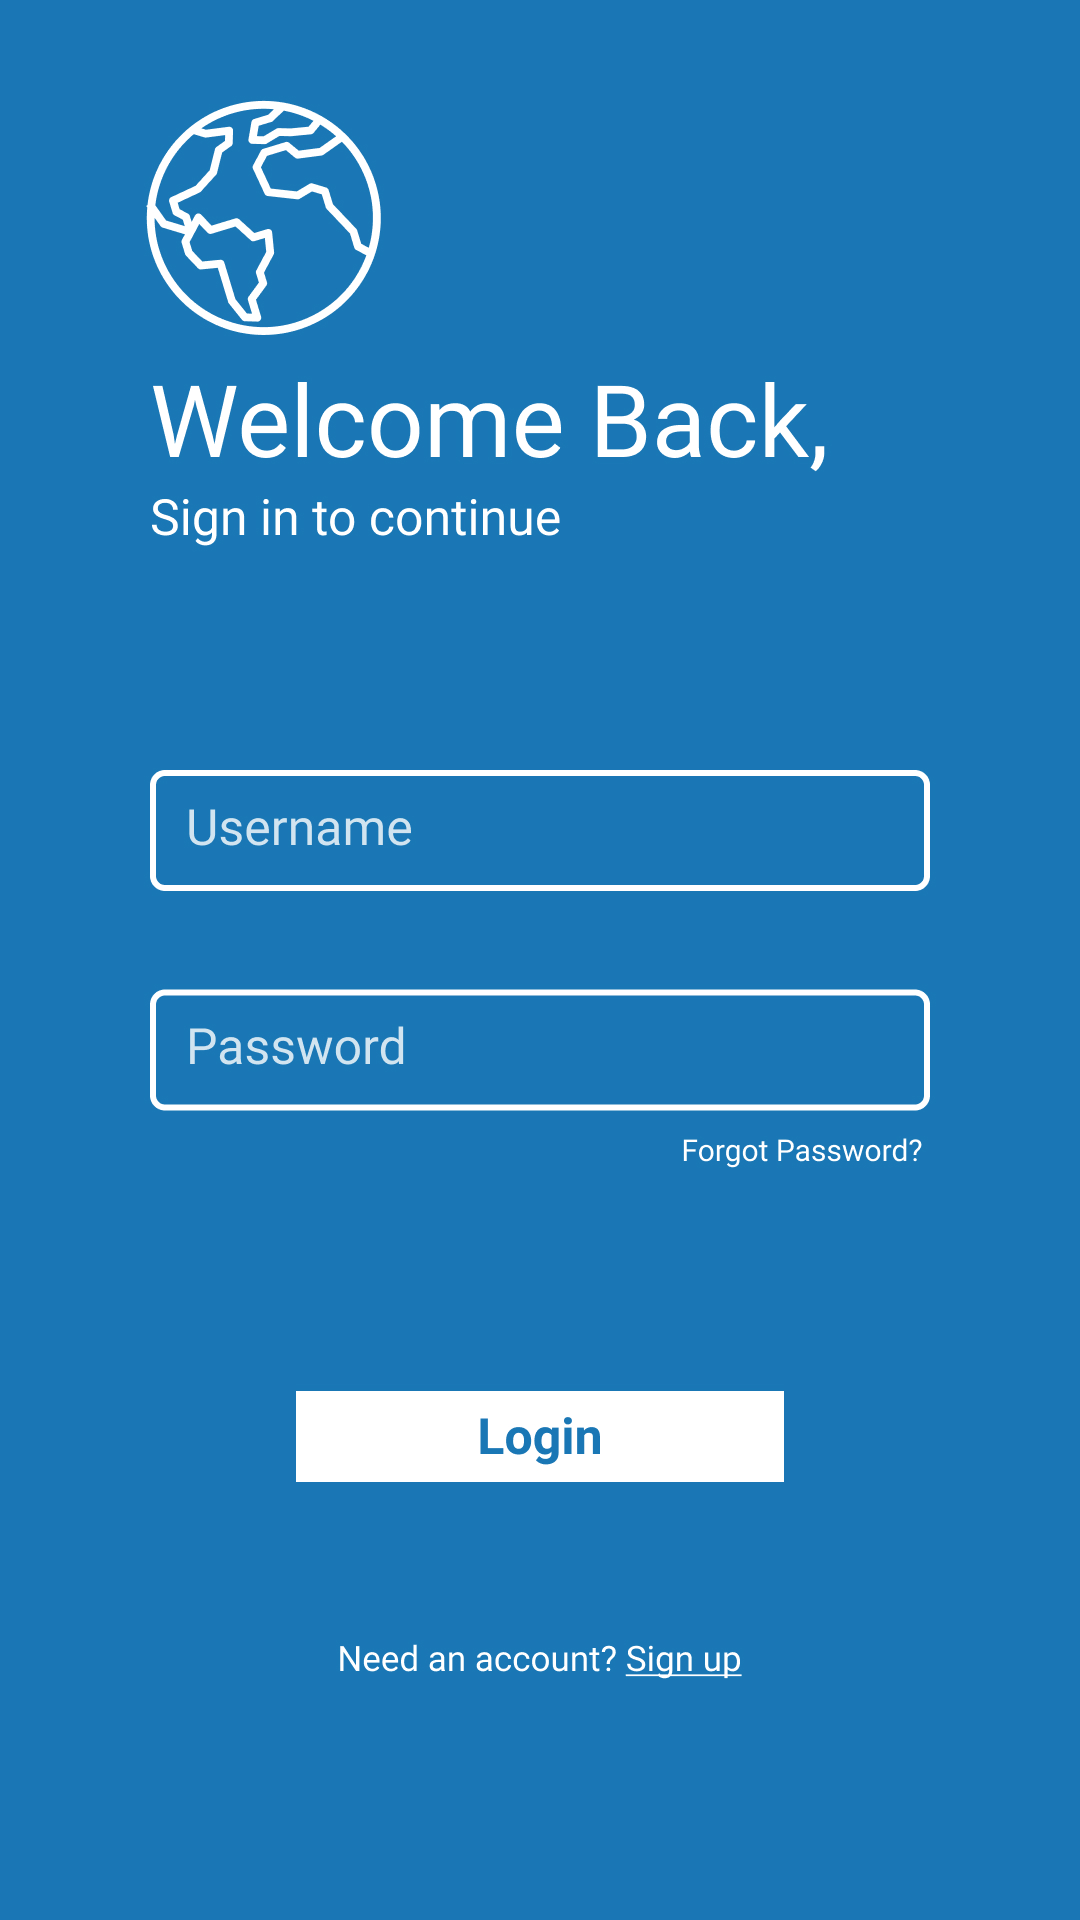 Welcome Back,
Sign in to continue
Username
Password
Forgot Password?
Login
Need an account? Sign up